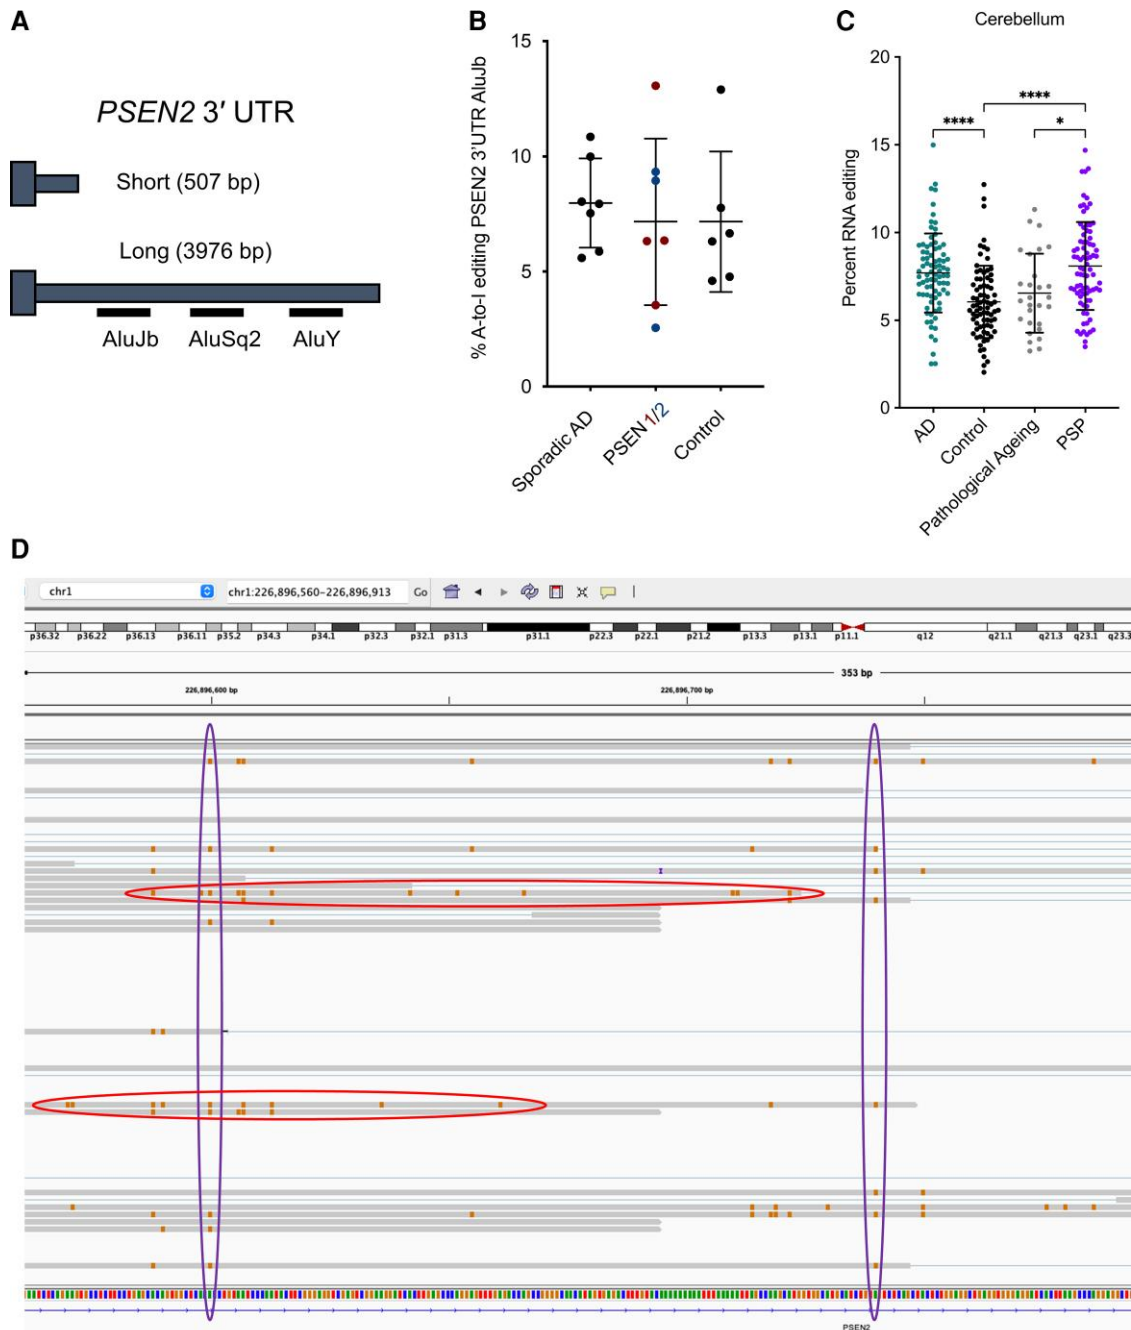 A
PSEN2 3′ UTR
Short (507 bp)
Long (3976 bp)
AluJb
AluSq2
AluY
B
% A-to-I editing PSEN2 3'UTR AluJb
15
10
5
0
Sporadic AD
PSEN1/2
Control
C
Cerebellum
Percent RNA editing
20
15
10
5
0
****
****
*
AD
Control
Pathological Ageing
PSP
D
chr1
chr1:226,896,560-226,896,913
Go
p36.32 p36.22 p36.13 p36.11 p35.2 p34.3 p34.1 p32.3 p32.1 p31.3 p31.1 p22.3 p22.1 p21.2 p13.3 p13.1 p11.1 q12 q21.1 q21.3 q23.1 q23.3
353 bp
226,896,600 bp
226,896,700 bp
I
PSEN2